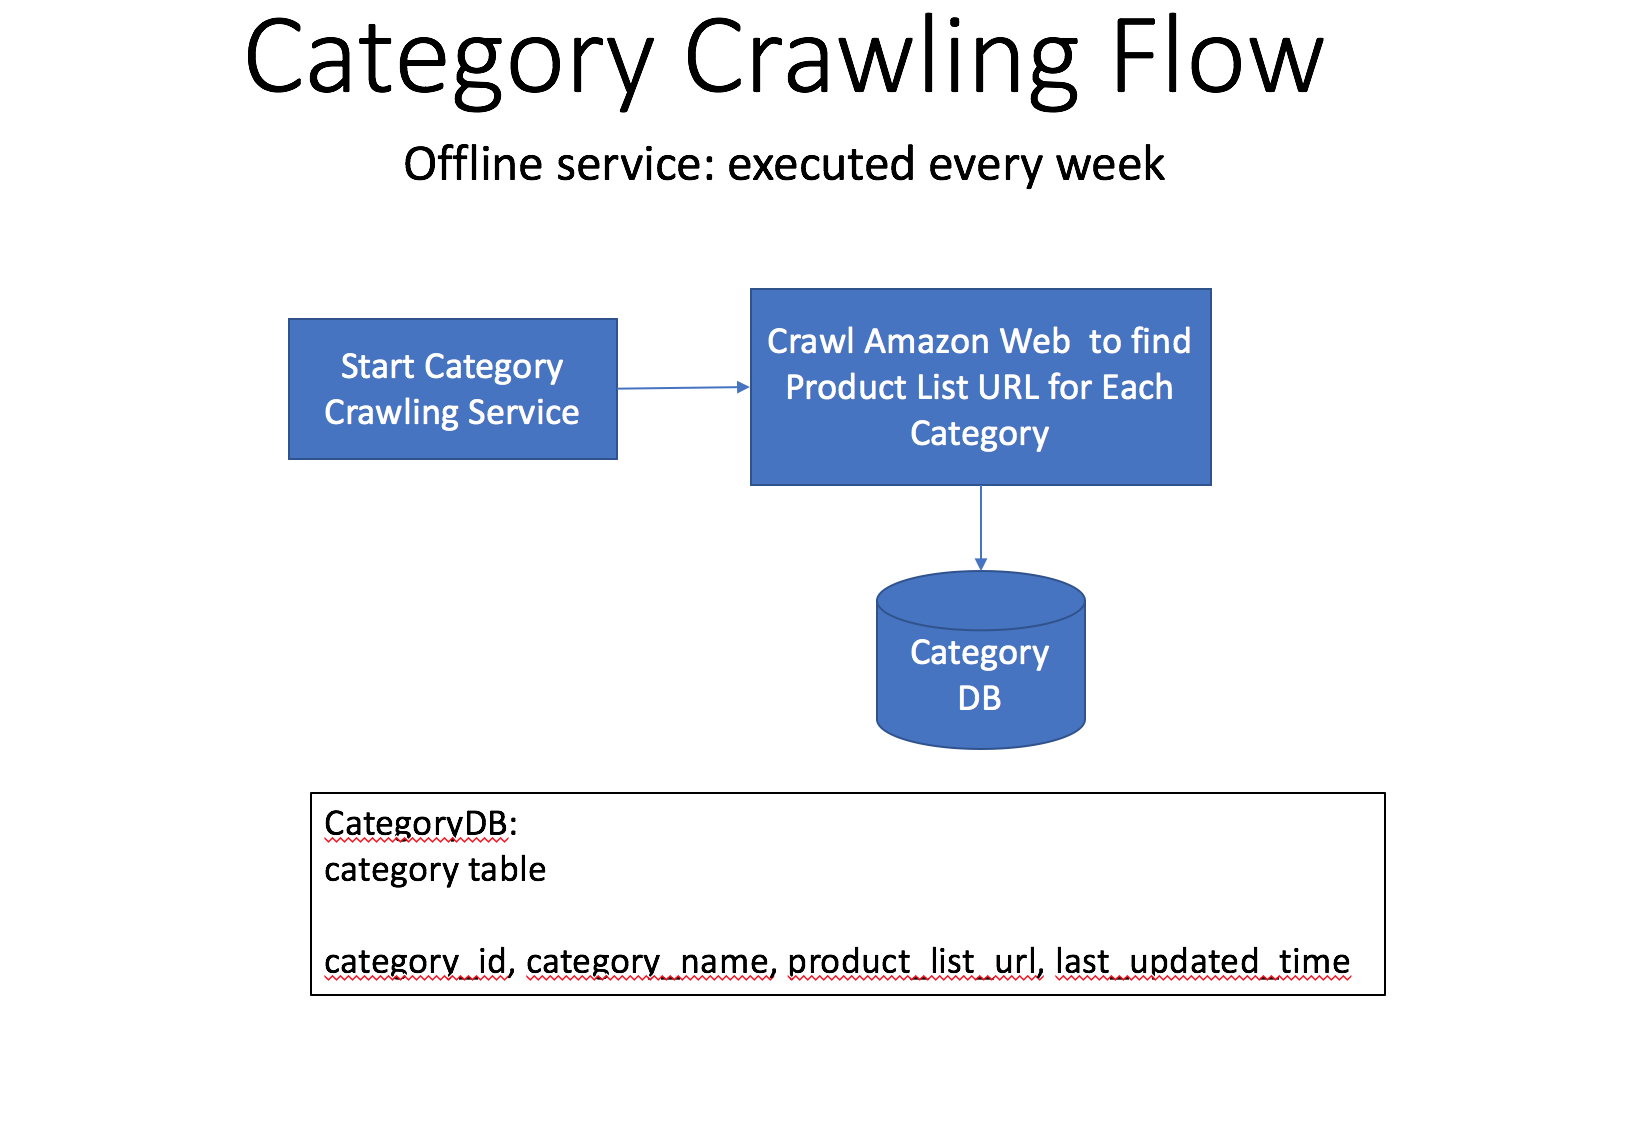 Category Crawling Flow
Offline service: executed every week
Start Category
Crawling Service
Crawl Amazon Web  to find
Product List URL for Each
Category
Category
DB
CategoryDB:
category table
category_id, category_name, product_list_url, last_updated_time